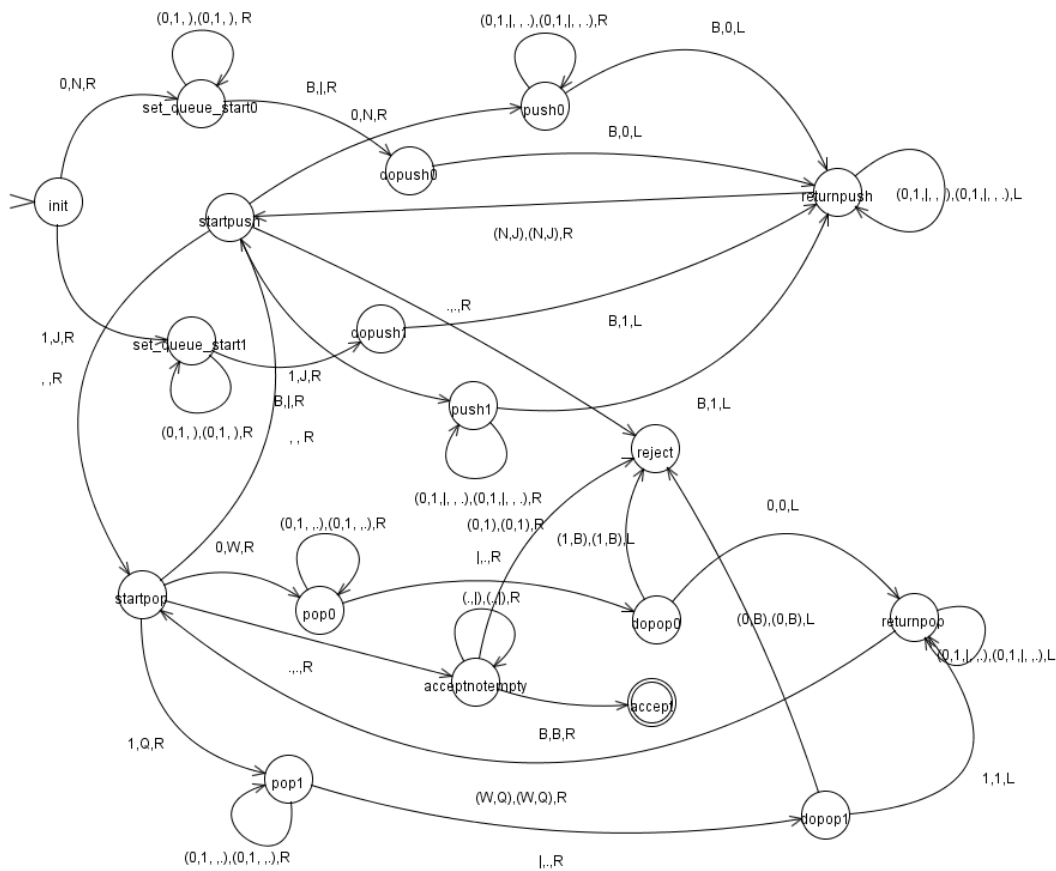 (0,1, ),(0,1, ), R
(0,1,|, , .),(0,1,|, , .),R
B,0,L
0,N,R
B,|,R
set_queue_start0
0,N,R
push0
B,0,L
dopush0
init
startpush
returnpush
(0,1,|, , .),(0,1,|, , .),L
(N,J),(N,J),R
.,.,R
dopush1
B,1,L
1,J,R
set_queue_start1
, ,R
1,J,R
B,|,R
push1
B,1,L
(0,1, ),(0,1, ),R
, , R
reject
(0,1,|, , .),(0,1,|, , .),R
0,0,L
(0,1, ,.),(0,1, ,.),R
(0,1),(0,1),R
(1,B),(1,B),L
0,W,R
|,.,R
startpop
pop0
(.,|),(.,|),R
dopop0
(0,B),(0,B),L
returnpop
(0,1,|, ,.),(0,1,|, ,.),L
.,.,R
acceptnotempty
accept
B,B,R
1,Q,R
pop1
(W,Q),(W,Q),R
1,1,L
dopop1
(0,1, ,.),(0,1, ,.),R
|,.,R